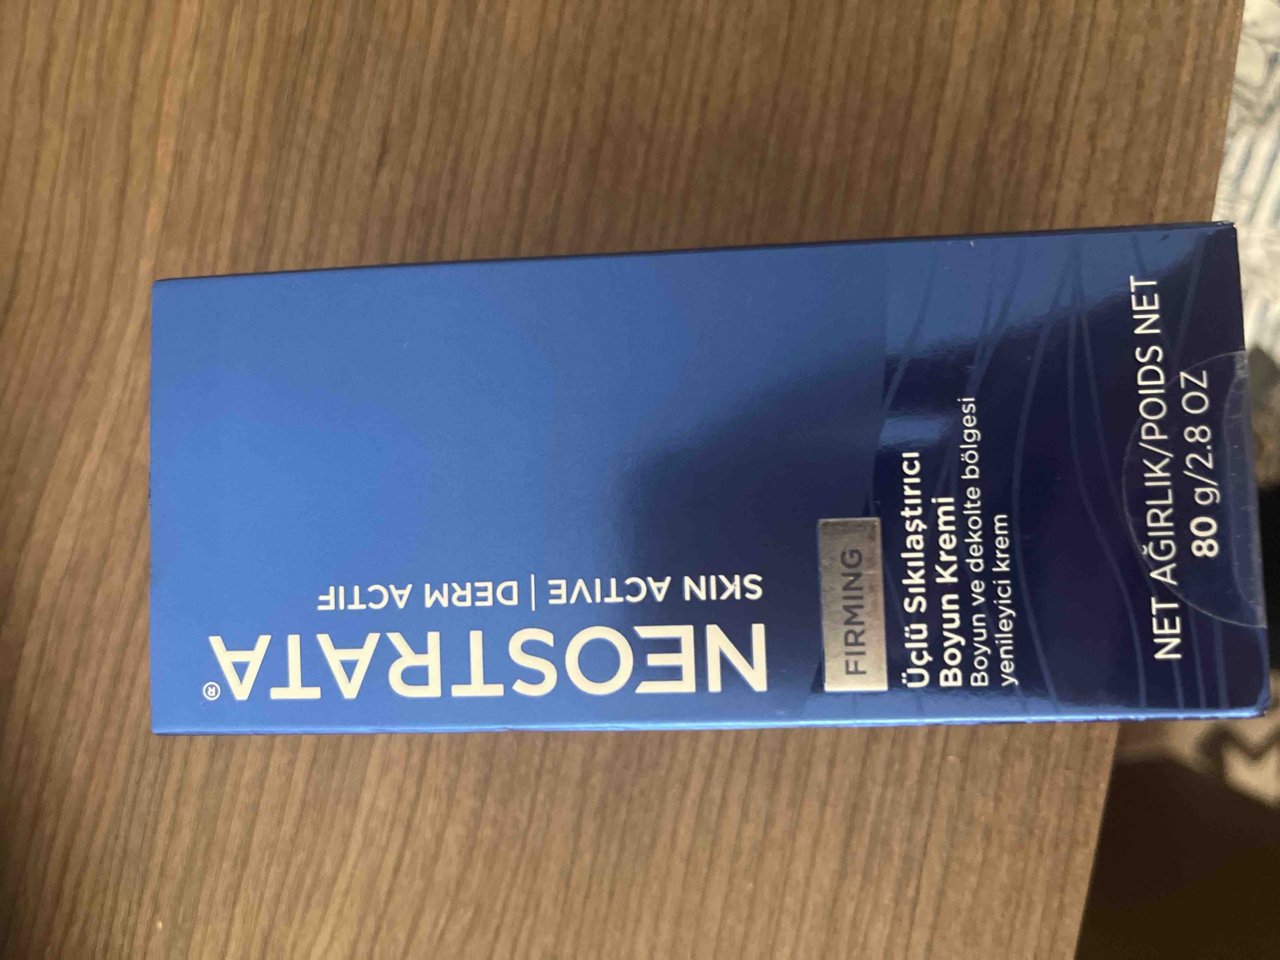 NEOSTRATA®
SKIN ACTIVE | DERM ACTIF
FIRMING
Üçlü Sıkılaştırıcı
Boyun Kremi
Boyun ve dekolte bölgesi
yenileyici krem
NET AĞIRLIK/POIDS NET
80 g/2.8 OZ